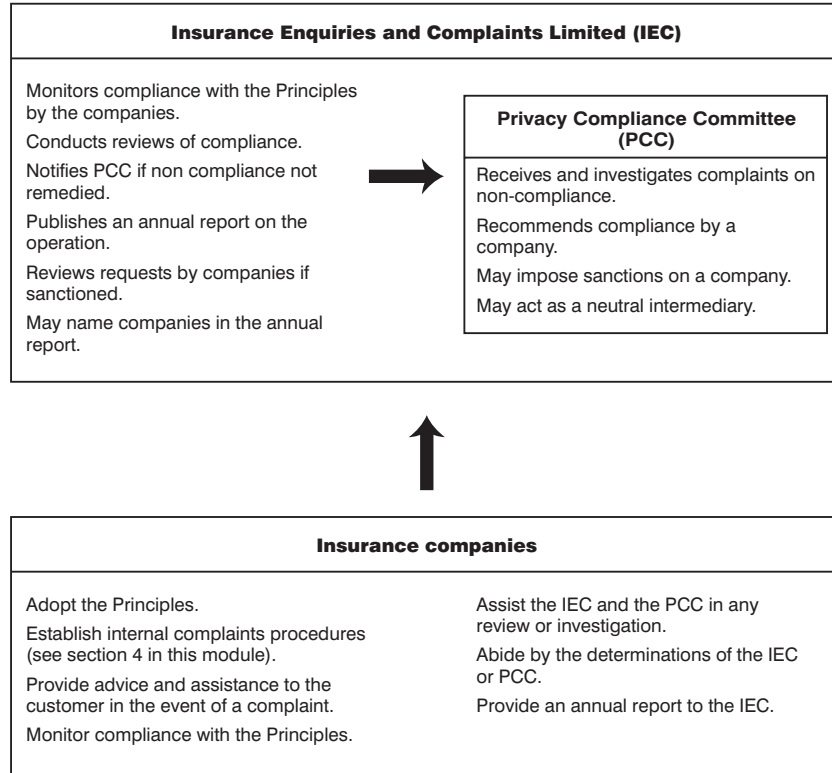 Insurance Enquiries and Complaints Limited (IEC)
Monitors compliance with the Principles
by the companies.
Conducts reviews of compliance.
Notifies PCC if non compliance not
remedied.
Publishes an annual report on the
operation.
Reviews requests by companies if
sanctioned.
May name companies in the annual
report.
Privacy Compliance Committee
(PCC)
Receives and investigates complaints on
non-compliance.
Recommends compliance by a
company.
May impose sanctions on a company.
May act as a neutral intermediary.
Insurance companies
Adopt the Principles.
Establish internal complaints procedures
(see section 4 in this module).
Provide advice and assistance to the
customer in the event of a complaint.
Monitor compliance with the Principles.
Assist the IEC and the PCC in any
review or investigation.
Abide by the determinations of the IEC
or PCC.
Provide an annual report to the IEC.